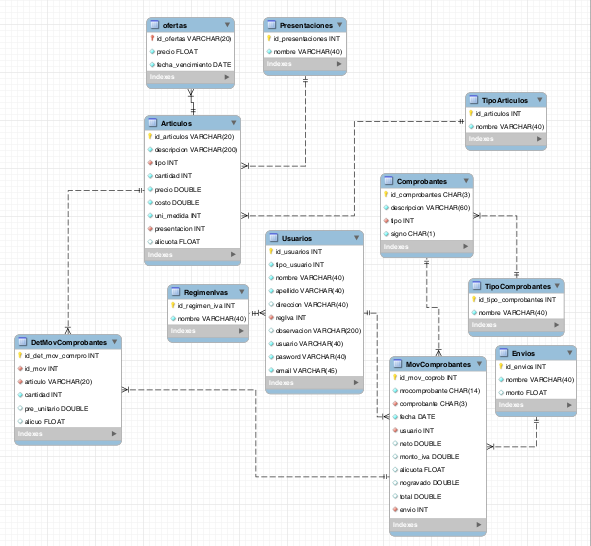 ofertas
id_ofertas VARCHAR(20)
precio FLOAT
fecha_vencimiento DATE
Indexes
Presentaciones
id_presentaciones INT
nombre VARCHAR(40)
Indexes
TipoArticulos
id_articulos INT
nombre VARCHAR(40)
Indexes
Articulos
id_articulos VARCHAR(20)
descripcion VARCHAR(200)
tipo INT
cantidad INT
precio DOUBLE
costo DOUBLE
uni_medida INT
presentacion INT
alicuota FLOAT
Indexes
Comprobantes
id_comprobantes CHAR(3)
descripcion VARCHAR(60)
tipo INT
signo CHAR(1)
Indexes
Usuarios
id_usuarios INT
tipo_usuario INT
nombre VARCHAR(40)
apellido VARCHAR(40)
direccion VARCHAR(40)
regiva INT
observacion VARCHAR(200)
usuario VARCHAR(40)
pasword VARCHAR(40)
email VARCHAR(45)
Indexes
RegimenIvas
id_regimen_iva INT
nombre VARCHAR(40)
Indexes
TipoComprobantes
id_tipo_comprobantes INT
nombre VARCHAR(40)
Indexes
DetMovComprobantes
id_det_mov_comrpro INT
id_mov INT
articulo VARCHAR(20)
cantidad INT
pre_unitario DOUBLE
alicuo FLOAT
Indexes
MovComprobantes
id_mov_coprob INT
nrocomprobante CHAR(14)
comprobante CHAR(3)
fecha DATE
usuario INT
neto DOUBLE
monto_iva DOUBLE
alicuota FLOAT
nogravado DOUBLE
total DOUBLE
envio INT
Indexes
Envios
id_envios INT
nombre VARCHAR(40)
monto FLOAT
Indexes